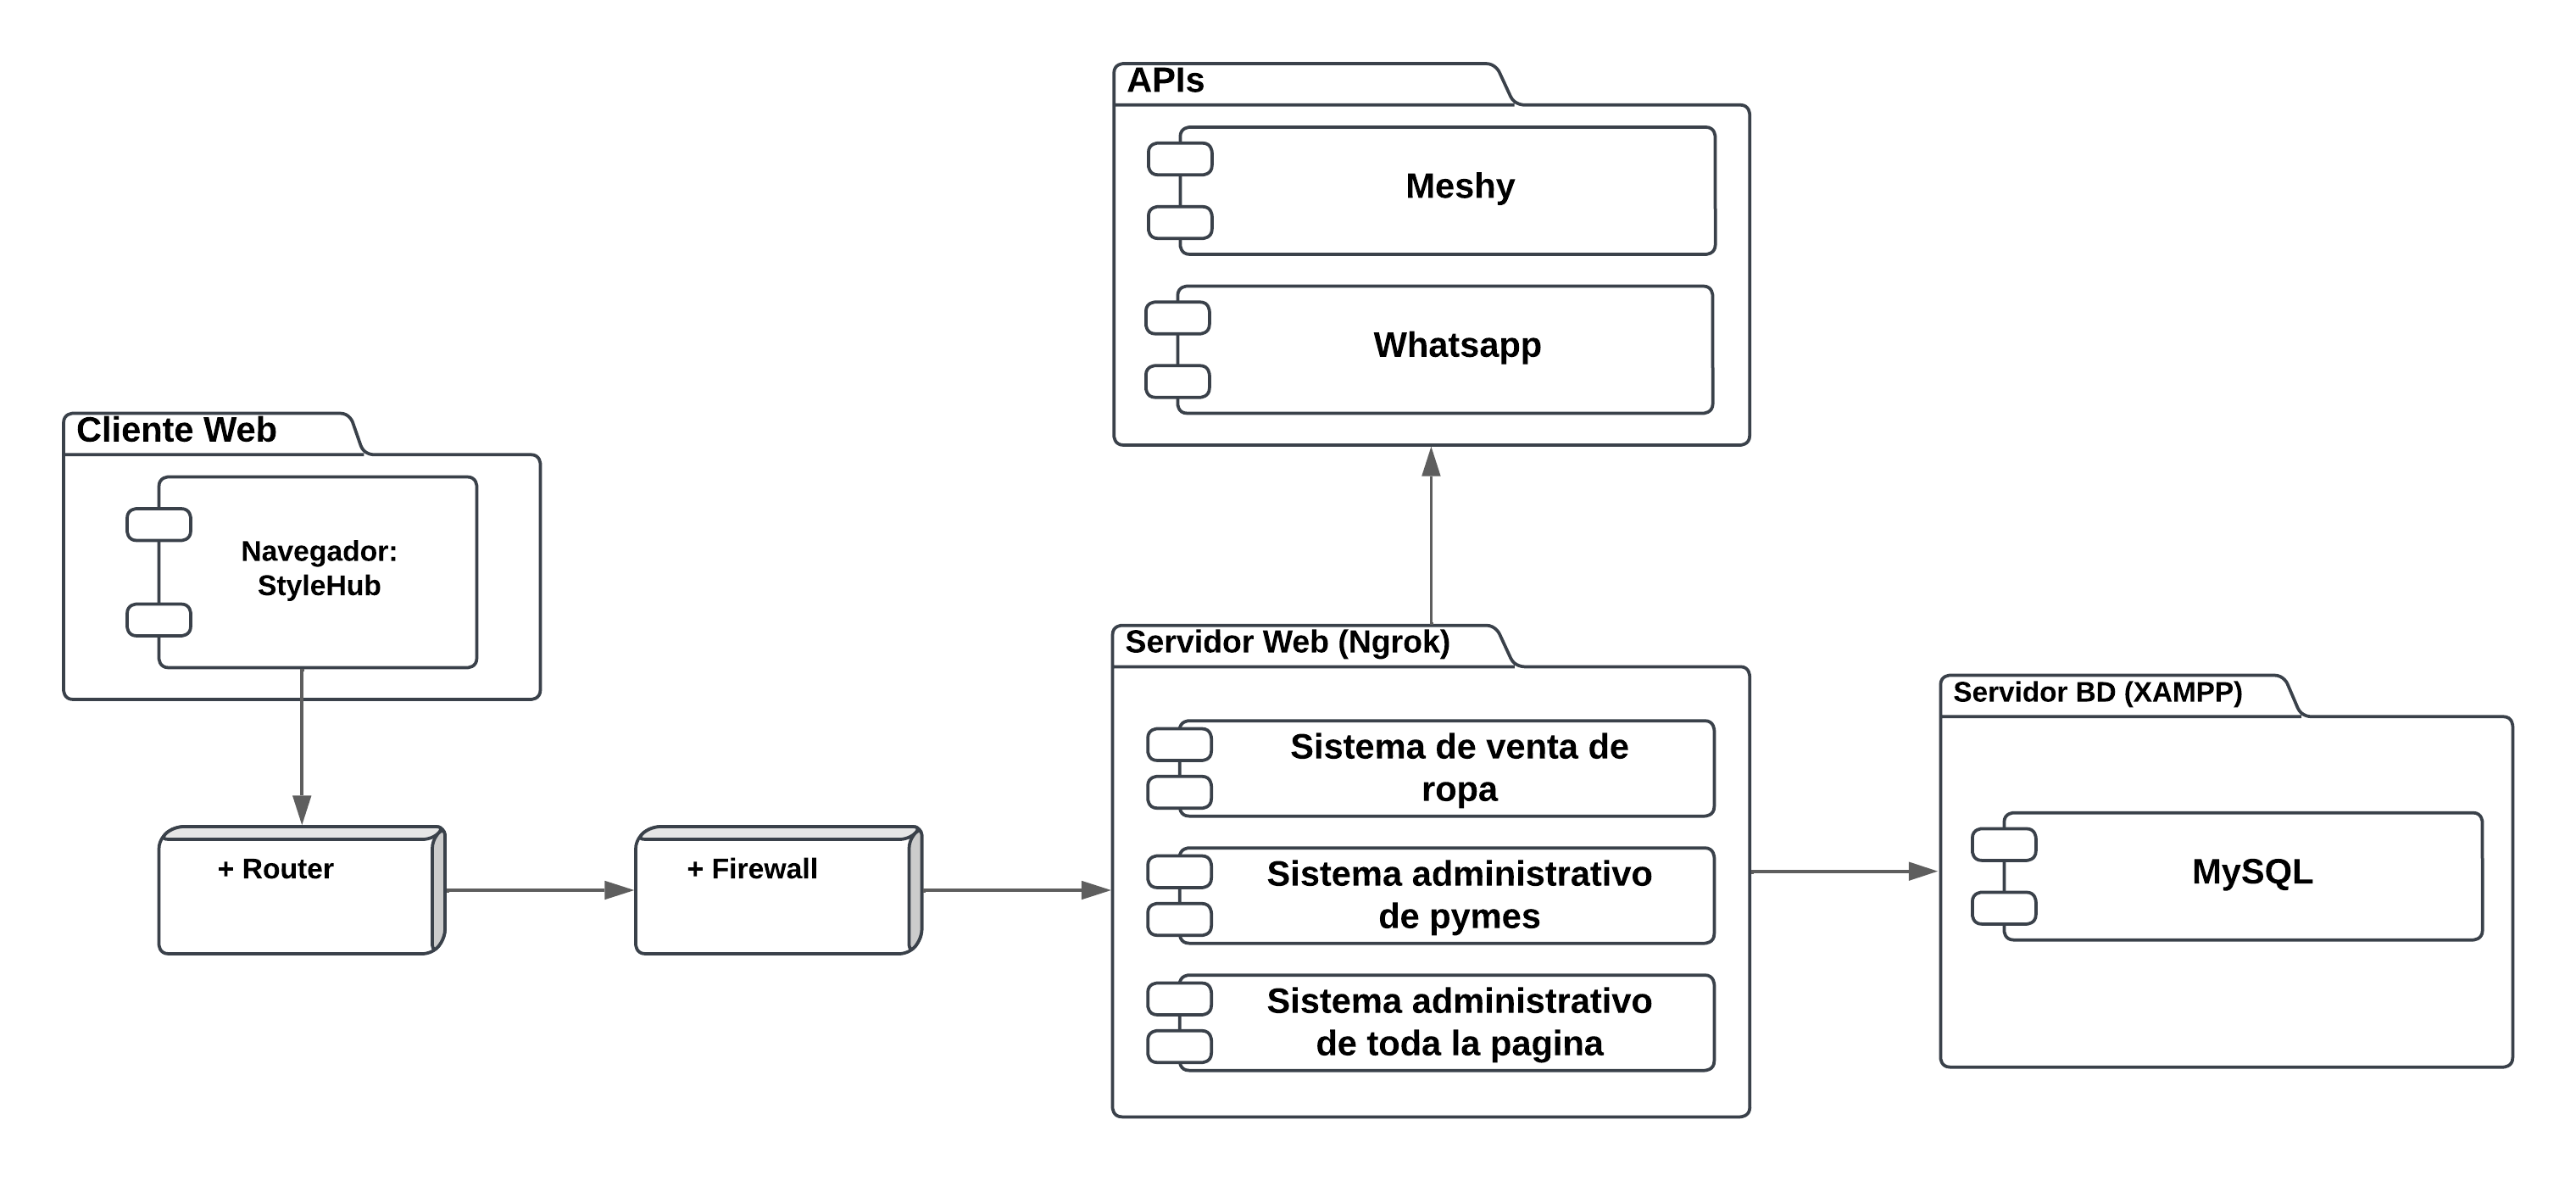 APIs
Meshy
Whatsapp
Cliente Web
Navegador:
StyleHub
+ Router
+ Firewall
Servidor Web (Ngrok)
Sistema de venta de
ropa
Sistema administrativo
de pymes
Sistema administrativo
de toda la pagina
Servidor BD (XAMPP)
MySQL